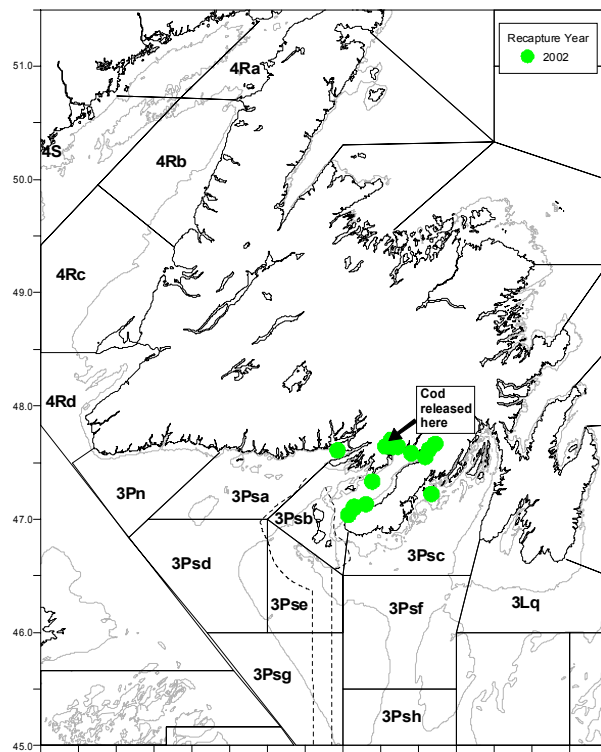 Recapture Year
2002
51.0
4Ra
4S
4Rb
50.0
4Rc
49.0
4Rd
48.0
Cod
released
here
3Pn
3Psa
3Psb
47.0
3Psc
3Psd
3Pse
3Psf
3Lq
46.0
3Psg
3Psh
45.0